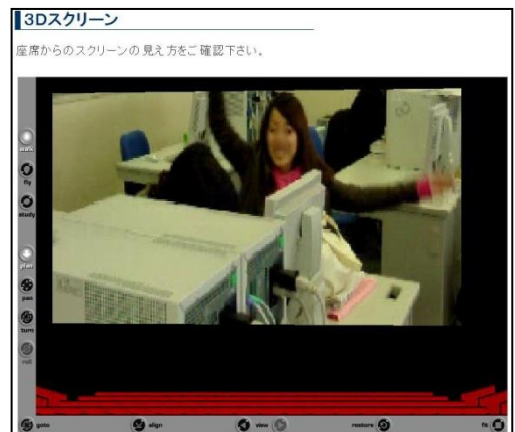 3Dスクリーン
座席からのスクリーンの見え方をご確認下さい。
walk
fly
study
plan
pan
turn
roll
goto align view restore fit